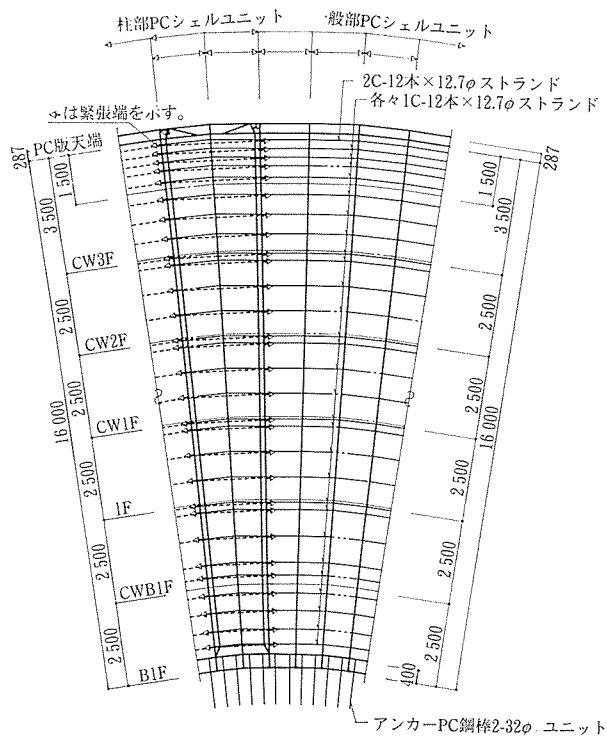 柱部PCシェルユニット
一般部PCシェルユニット
2C-12本×12.7φストランド
各々1C-12本×12.7φストランド
◁は緊張端を示す。
PC版天端
287
1 500
3 500
CW3F
2 500
CW2F
2 500
16 000
CW1F
2 500
1F
2 500
CWB1F
2 500
B1F
287
1 500
3 500
2 500
2 500
16 000
2 500
2 500
2 500
400
アンカーPC鋼棒2-32φ, ユニット